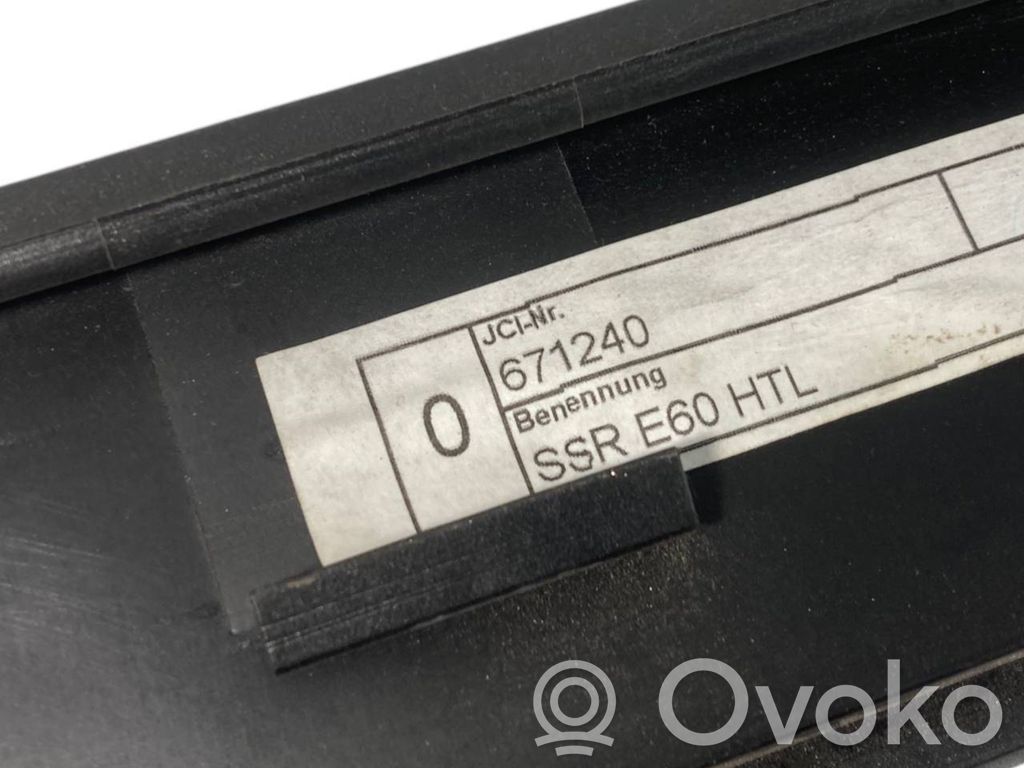 0
JCI-Nr.
671240
Benennung
SSR E60 HTL
Ovoko